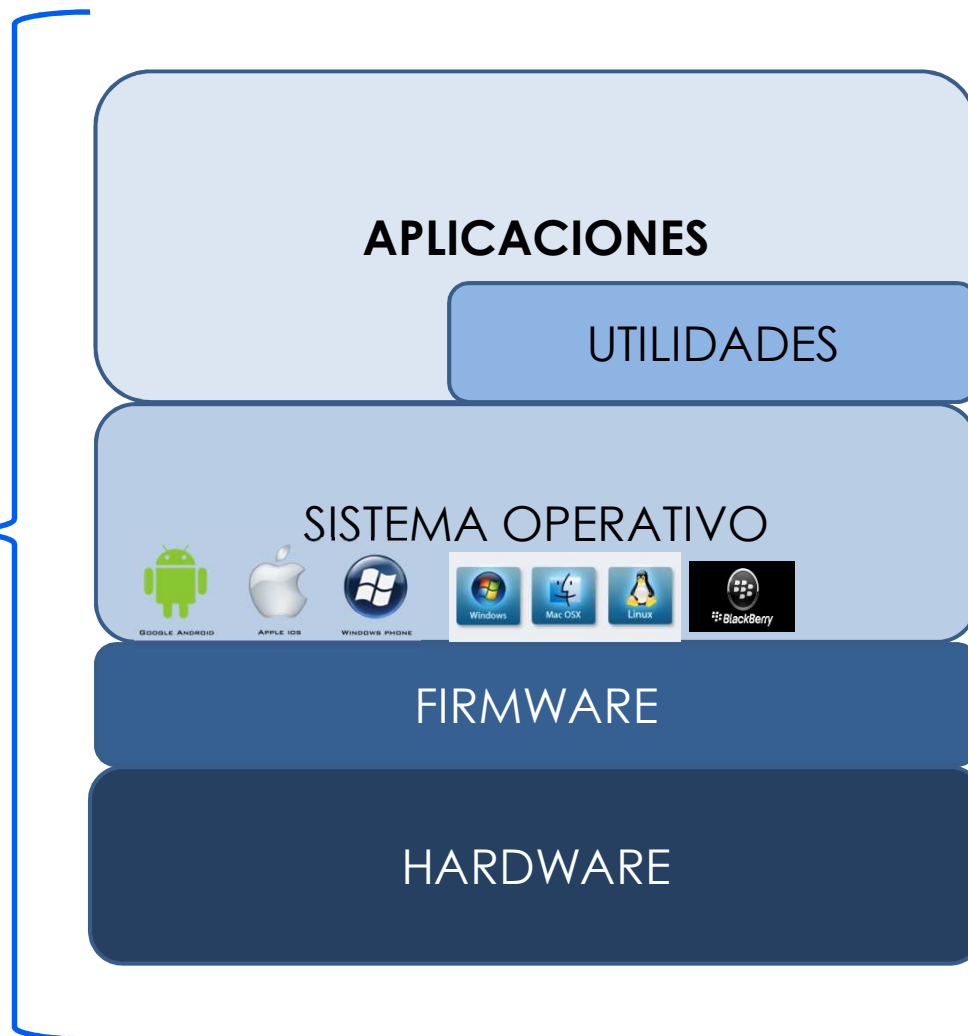 APLICACIONES
UTILIDADES
SISTEMA OPERATIVO
GOOGLE ANDROID
APPLE IOS
WINDOWS PHONE
Windows
Mac OSX
Linux
BlackBerry
FIRMWARE
HARDWARE